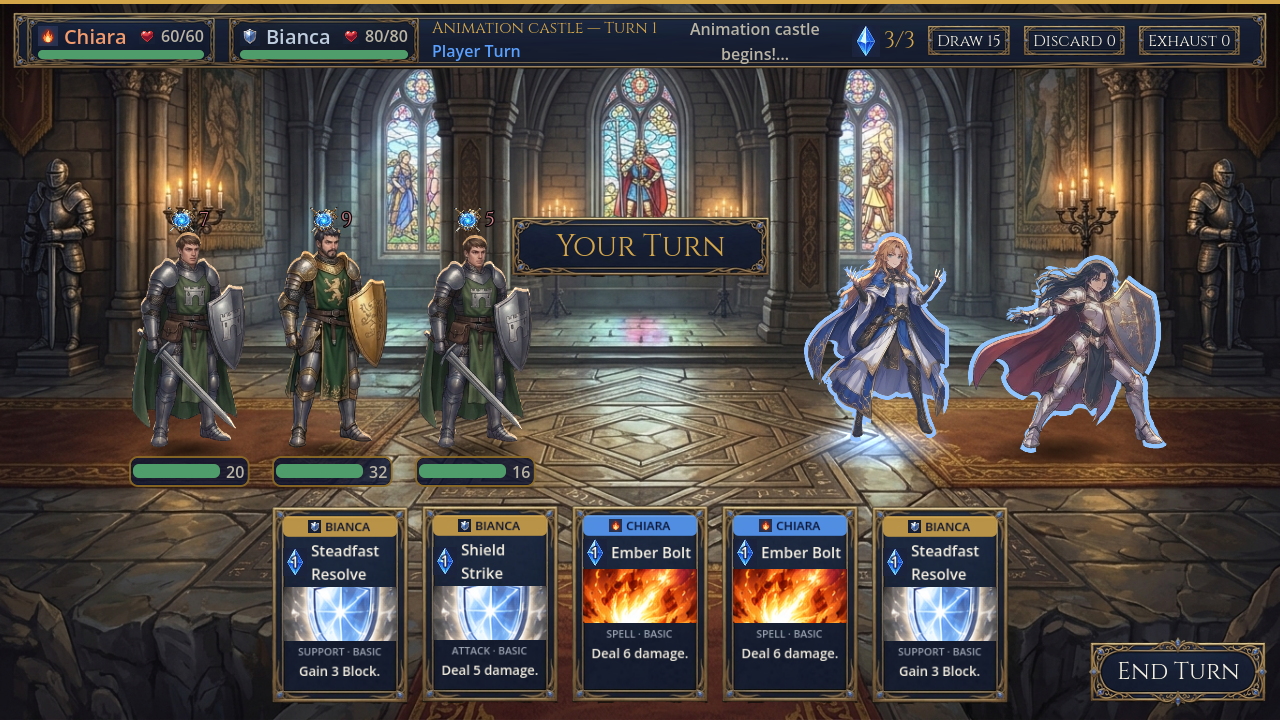 Chiara 60/60
Bianca 80/80
Animation castle — Turn 1
Player Turn
Animation castle
begins!...
3/3
Draw 15
Discard 0
Exhaust 0
7
9
5
Your Turn
20
32
16
BIANCA
1
Steadfast
Resolve
SUPPORT · BASIC
Gain 3 Block.
BIANCA
1
Shield
Strike
ATTACK · BASIC
Deal 5 damage.
CHIARA
1
Ember Bolt
SPELL · BASIC
Deal 6 damage.
CHIARA
1
Ember Bolt
SPELL · BASIC
Deal 6 damage.
BIANCA
1
Steadfast
Resolve
SUPPORT · BASIC
Gain 3 Block.
End Turn